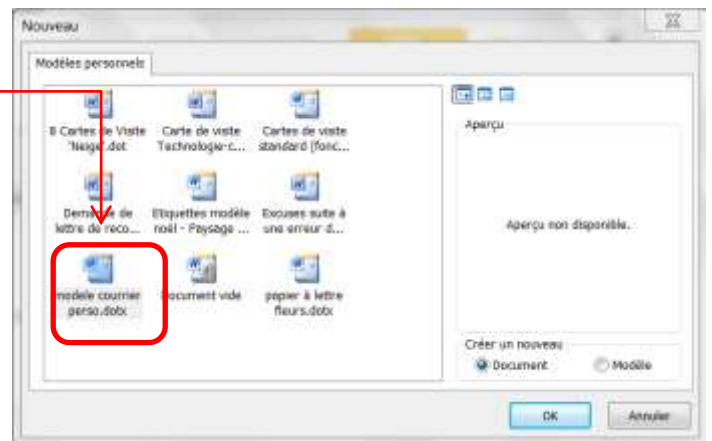 Nouveau
Modèles personnels
8 Cartes de Visite
'Neige'.dot
Carte de visite
Technologie-c...
Cartes de visite
standard (fonc...
Demande de
lettre de reco...
Etiquettes modèle
noël - Paysage ...
Excuses suite à
une erreur d...
modele courrier
perso.dotx
Document vide
papier à lettre
fleurs.dotx
Aperçu
Aperçu non disponible.
Créer un nouveau
Document
Modèle
OK
Annuler